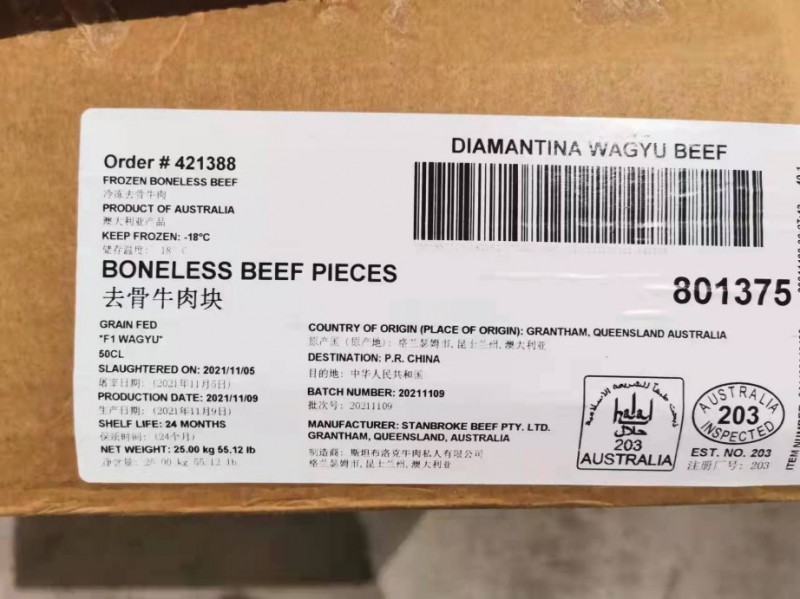 Order # 421388
FROZEN BONELESS BEEF
冷冻去骨牛肉
PRODUCT OF AUSTRALIA
澳大利亚产品
KEEP FROZEN: -18°C
储存温度: 18°C
BONELESS BEEF PIECES
去骨牛肉块
GRAIN FED
"F1 WAGYU"
50CL
SLAUGHTERED ON: 2021/11/05
屠宰日期: (2021年11月5日)
PRODUCTION DATE: 2021/11/09
生产日期: (2021年11月9日)
SHELF LIFE: 24 MONTHS
保质时间: (24个月)
NET WEIGHT: 25.00 kg 55.12 lb
净含量: 25.00 kg 55.12 lb
DIAMANTINA WAGYU BEEF
801375
COUNTRY OF ORIGIN (PLACE OF ORIGIN): GRANTHAM, QUEENSLAND AUSTRALIA
原产国 (原产地): 格兰瑟姆市, 昆士兰州, 澳大利亚
DESTINATION: P.R. CHINA
目的地: 中华人民共和国
BATCH NUMBER: 20211109
批次号: 20211109
MANUFACTURER: STANBROKE BEEF PTY. LTD.
GRANTHAM, QUEENSLAND, AUSTRALIA
制造商: 斯坦布洛克牛肉私人有限公司
格兰瑟姆市, 昆士兰州, 澳大利亚
halal
حلال
203
AUSTRALIA
AUSTRALIA
203
INSPECTED
EST. NO. 203
注册厂号: 203
ITEM NUMBER